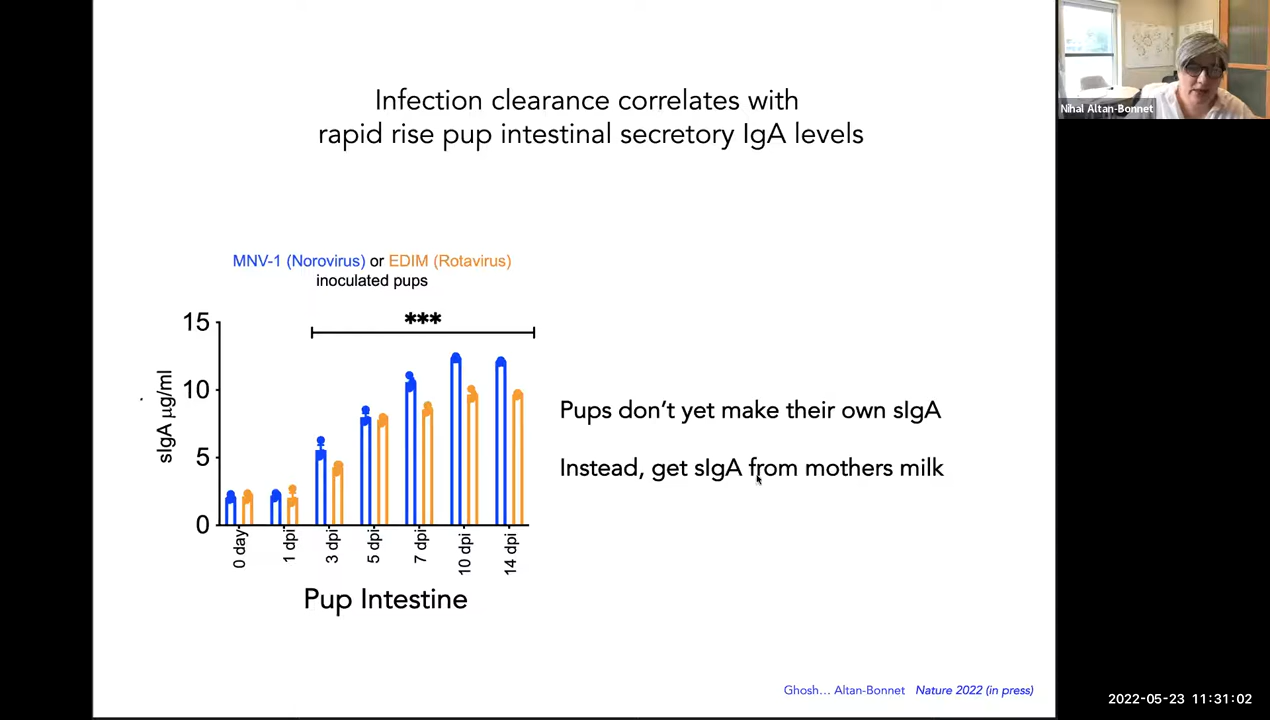 Infection clearance correlates with
rapid rise pup intestinal secretory IgA levels
Nihal Altan-Bonnet
MNV-1 (Norovirus) or EDIM (Rotavirus)
inoculated pups
***
15
10
5
0
sIgA µg/ml
0 day
1 dpi
3 dpi
5 dpi
7 dpi
10 dpi
14 dpi
Pup Intestine
Pups don't yet make their own sIgA
Instead, get sIgA from mothers milk
Ghosh... Altan-Bonnet Nature 2022 (in press)
2022-05-23 11:31:02